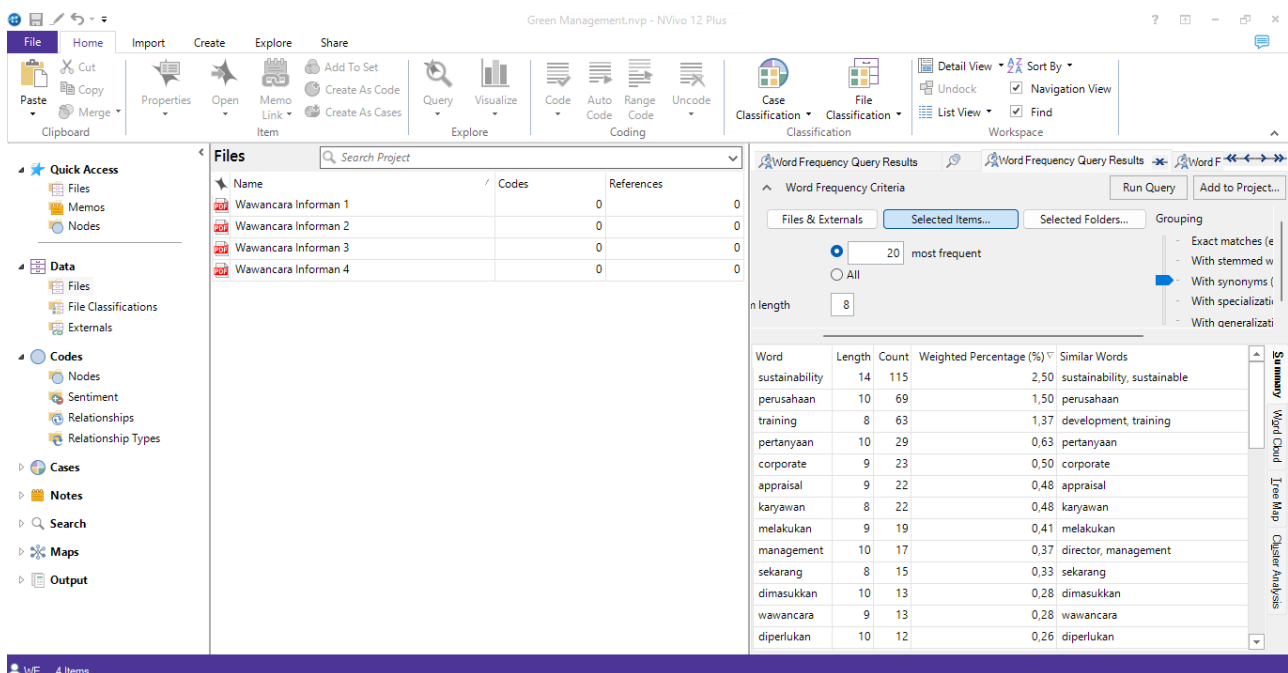 Green Management.nvp - NVivo 12 Plus
File Home Import Create Explore Share
Paste
Cut
Copy
Merge
Clipboard
Properties
Open
Memo Link
Add To Set
Create As Code
Create As Cases
Item
Query
Visualize
Explore
Code
Auto Code
Range Code
Uncode
Coding
Case Classification
File Classification
Classification
Detail View
Sort By
Undock
Navigation View
List View
Find
Workspace
Quick Access
Files
Memos
Nodes
Data
Files
File Classifications
Externals
Codes
Nodes
Sentiment
Relationships
Relationship Types
Cases
Notes
Search
Maps
Output
Files
Search Project
Name Codes References
Wawancara Informan 1 0 0
Wawancara Informan 2 0 0
Wawancara Informan 3 0 0
Wawancara Informan 4 0 0
Word Frequency Query Results
Word Frequency Query Results
Word F
Word Frequency Criteria
Run Query
Add to Project...
Files & Externals
Selected Items...
Selected Folders...
Grouping
20 most frequent
All
n length 8
Exact matches (e
With stemmed w
With synonyms (
With specializati
With generalizati
Word Length Count Weighted Percentage (%) Similar Words
sustainability 14 115 2,50 sustainability, sustainable
perusahaan 10 69 1,50 perusahaan
training 8 63 1,37 development, training
pertanyaan 10 29 0,63 pertanyaan
corporate 9 23 0,50 corporate
appraisal 9 22 0,48 appraisal
karyawan 8 22 0,48 karyawan
melakukan 9 19 0,41 melakukan
management 10 17 0,37 director, management
sekarang 8 15 0,33 sekarang
dimasukkan 10 13 0,28 dimasukkan
wawancara 9 13 0,28 wawancara
diperlukan 10 12 0,26 diperlukan
Summary
Word Cloud
Tree Map
Cluster Analysis
WE 4 Items